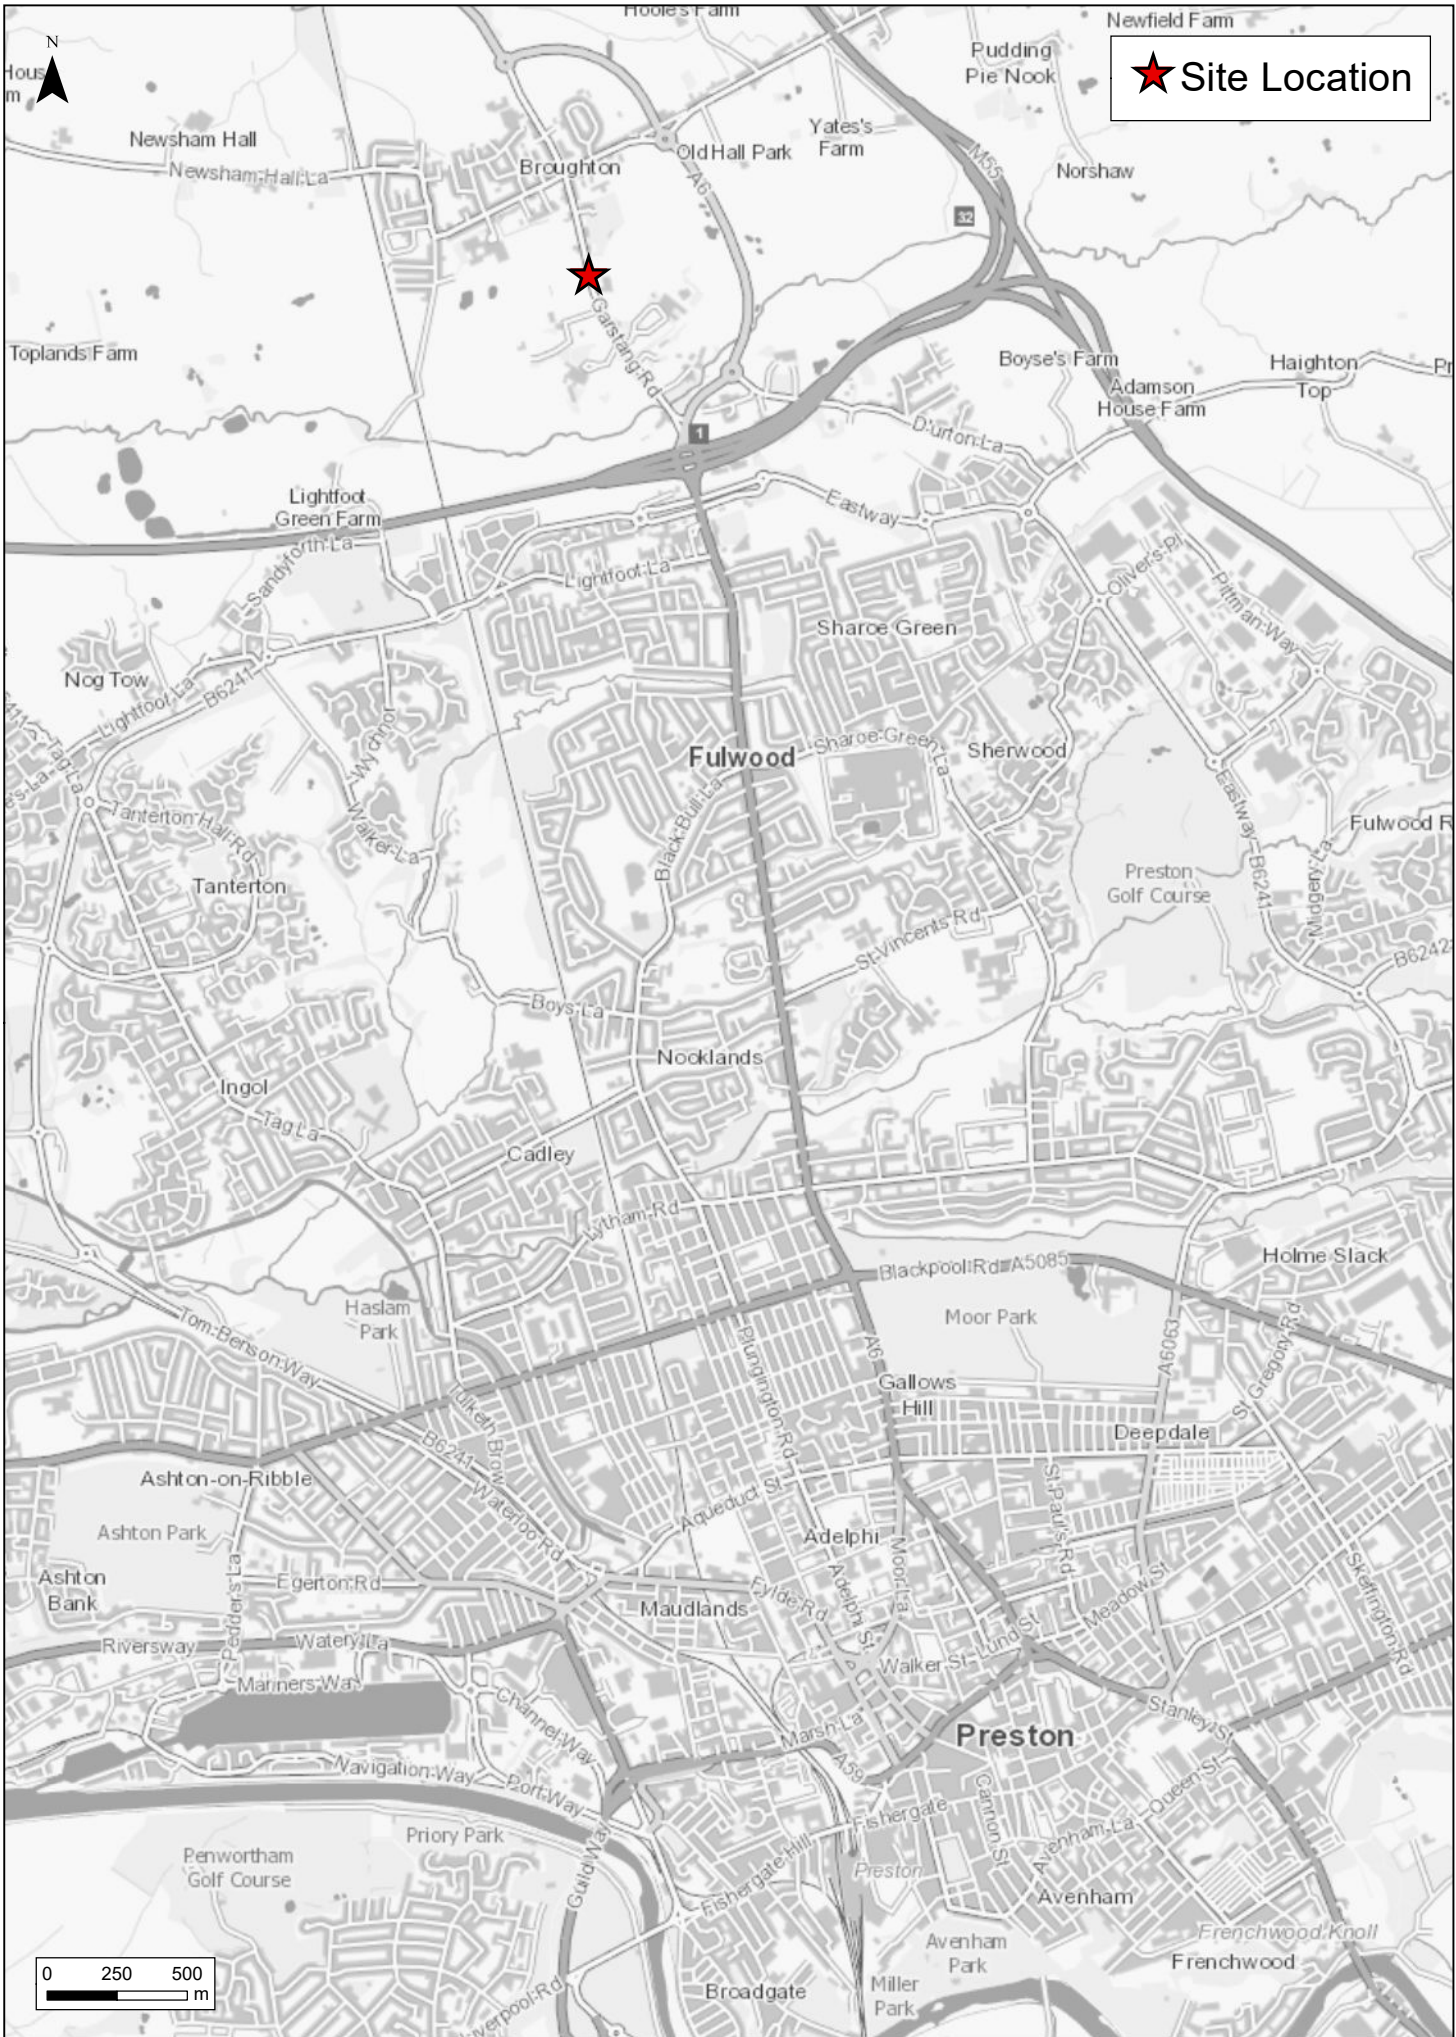 Hoole's Farm
Newfield Farm
N
Pudding
Pie Nook
Site Location
Hous
m
Newsham Hall
Yates's
Farm
Old Hall Park
Broughton
Newsham Hall La
M55
Norshaw
A6
32
Garstang Rd
Toplands Farm
Boyse's Farm
Haighton
Top
Pr
Adamson
House Farm
1
D'urton La
Lightfoot
Green Farm
Eastway
Sandyforth La
Lightfoot La
Oliver's Pl
Pittman Way
Sharoe Green
Nog Tow
Lightfoot La
B6241
Tag La
Wychnor
Fulwood
Sharoe Green La
Sherwood
Black Bull La
Tanterton Hall Rd
Walker La
Eastway B6241
Fulwood R
Midgery La
Tanterton
Preston
Golf Course
St Vincents Rd
B6242
Boys La
Nooklands
Ingol
Tag La
Cadley
Lytham Rd
Blackpool Rd A5085
Holme Slack
Haslam
Park
Moor Park
Tom Benson Way
Plungington Rd
A6
A6063
St Gregory Rd
Gallows
Hill
Tulketh Brow
Deepdale
B6241
Ashton-on-Ribble
Waterloo Rd
Aqueduct St
St Paul's Rd
Ashton Park
Adelphi
Moor La
Adelphi St
Skeffington Rd
Ashton
Bank
Pedders La
Egerton Rd
Fylde Rd
Meadow St
Maudlands
Riversway
Watery La
Walker St
Lund St
Mariners Way
Channel Way
Stanley St
Marsh La
Preston
A59
Navigation Way
Port Way
Queen St
Fishergate
Cannon St
Avenham La
Priory Park
Penwortham
Golf Course
Guild Way
Fishergate Hill
Preston
Avenham
Frenchwood Knoll
Avenham
Park
Frenchwood
0 250 500
m
Broadgate
Miller
Park
Liverpool Rd